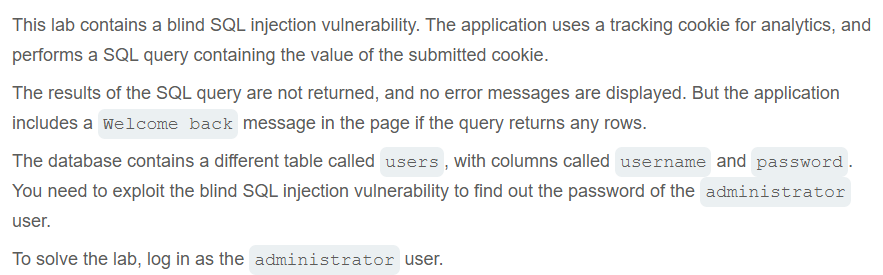 This lab contains a blind SQL injection vulnerability. The application uses a tracking cookie for analytics, and
performs a SQL query containing the value of the submitted cookie.
The results of the SQL query are not returned, and no error messages are displayed. But the application
includes a Welcome back message in the page if the query returns any rows.
The database contains a different table called users, with columns called username and password.
You need to exploit the blind SQL injection vulnerability to find out the password of the administrator
user.
To solve the lab, log in as the administrator user.